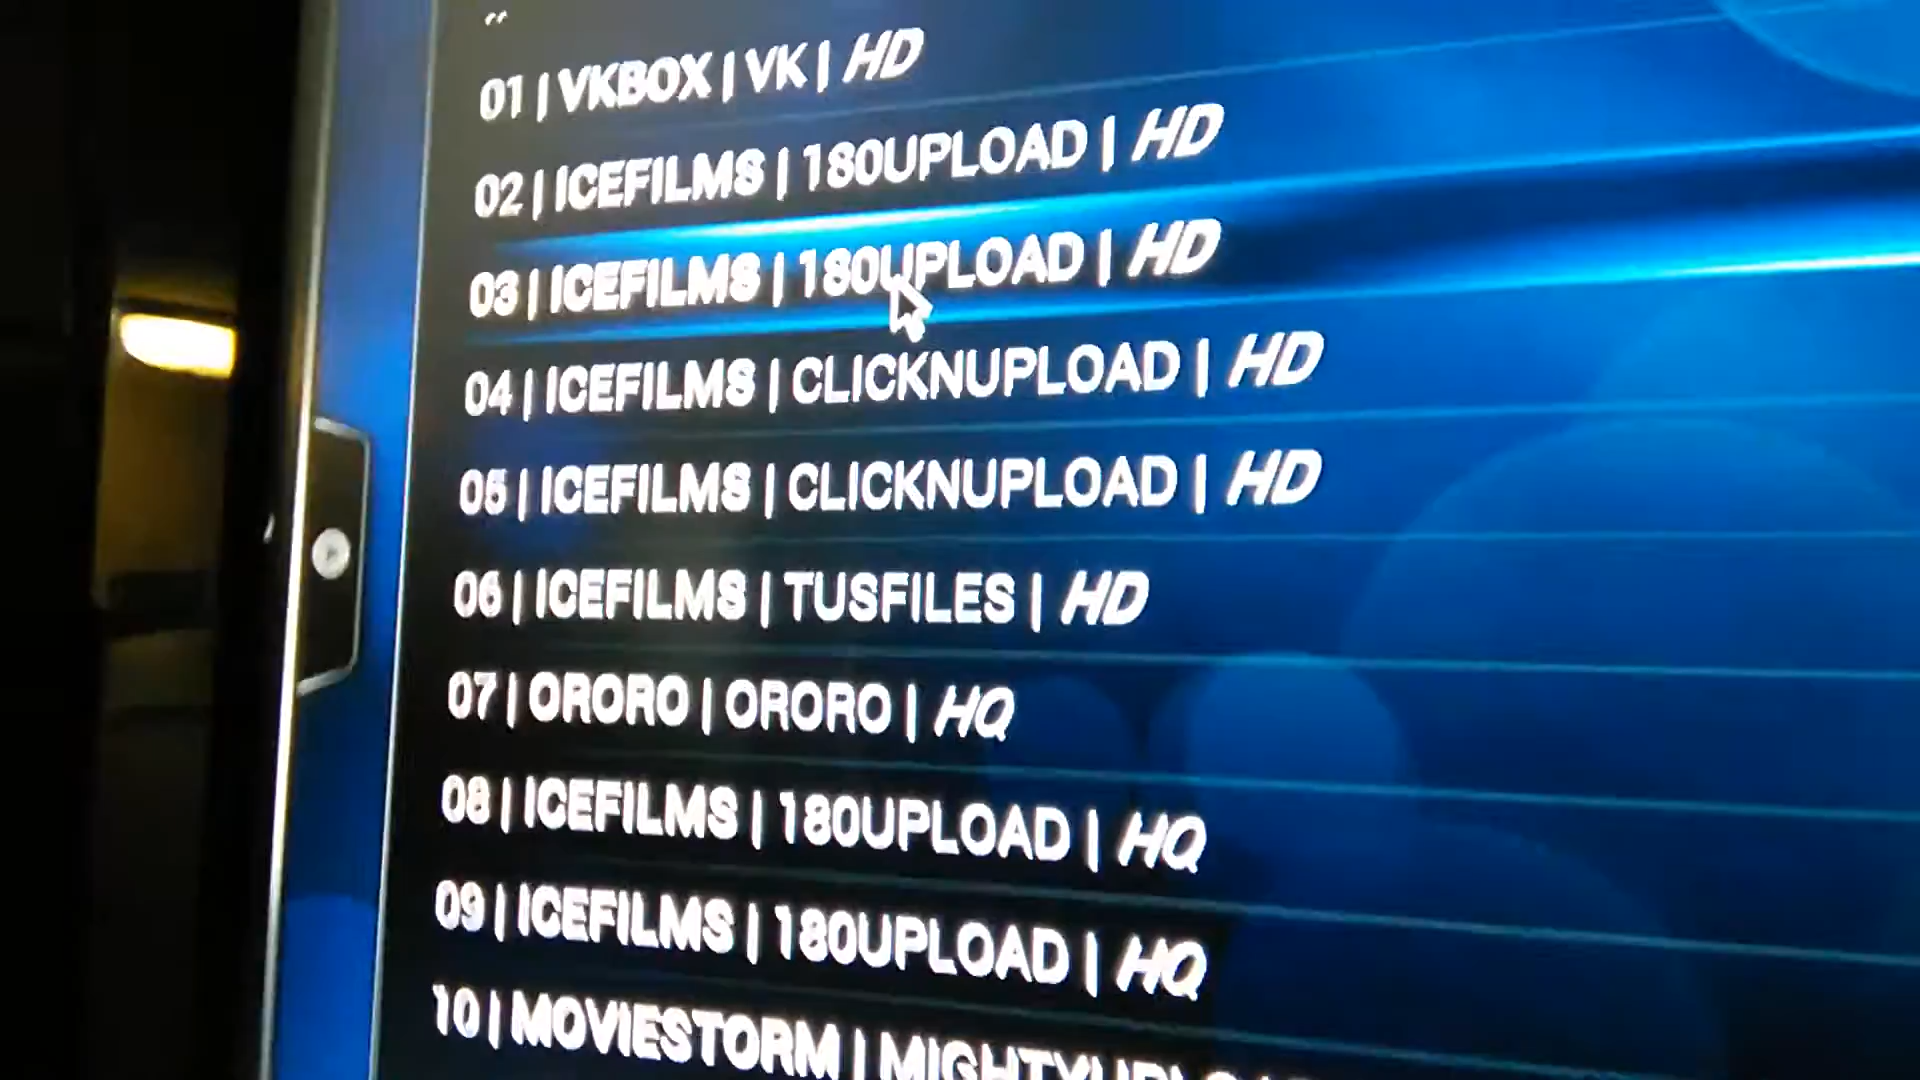 ..
01 | VKBOX | VK | HD
02 | ICEFILMS | 180UPLOAD | HD
03 | ICEFILMS | 180UPLOAD | HD
04 | ICEFILMS | CLICKNUPLOAD | HD
05 | ICEFILMS | CLICKNUPLOAD | HD
06 | ICEFILMS | TUSFILES | HD
07 | ORORO | ORORO | HQ
08 | ICEFILMS | 180UPLOAD | HQ
09 | ICEFILMS | 180UPLOAD | HQ
10 | MOVIESTORM |